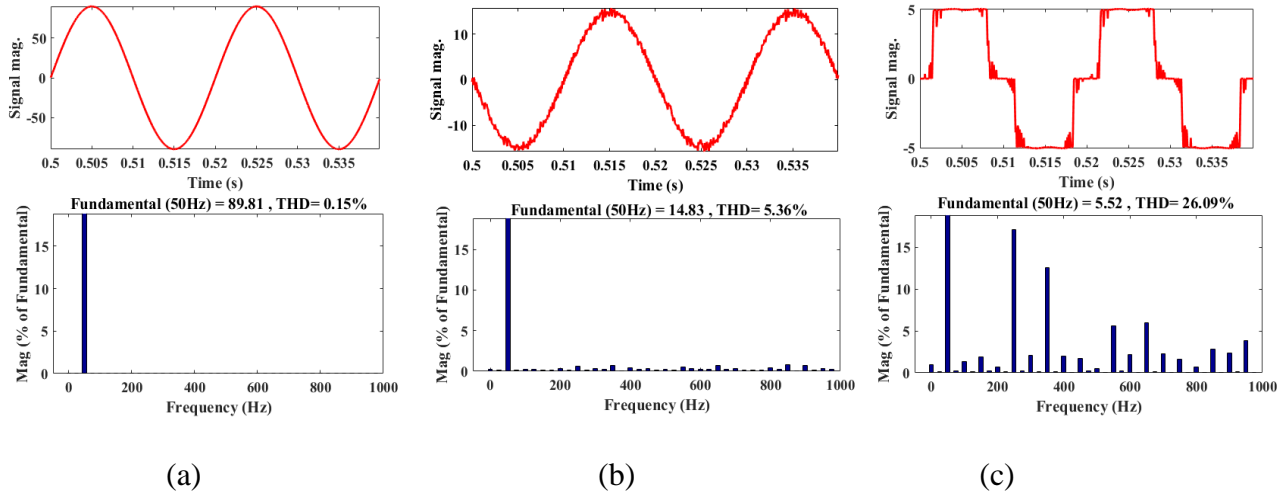 Signal mag.
50
0
-50
0.5 0.505 0.51 0.515 0.52 0.525 0.53 0.535
Time (s)
Fundamental (50Hz) = 89.81 , THD= 0.15%
Mag (% of Fundamental)
15
10
5
0
0 200 400 600 800 1000
Frequency (Hz)
(a)
Signal mag.
10
0
-10
0.5 0.505 0.51 0.515 0.52 0.525 0.53 0.535
Time (s)
Fundamental (50Hz) = 14.83 , THD= 5.36%
Mag (% of Fundamental)
15
10
5
0
0 200 400 600 800 1000
Frequency (Hz)
(b)
Signal mag.
5
0
-5
0.5 0.505 0.51 0.515 0.52 0.525 0.53 0.535
Time (s)
Fundamental (50Hz) = 5.52 , THD= 26.09%
Mag (% of Fundamental)
15
10
5
0
0 200 400 600 800 1000
Frequency (Hz)
(c)